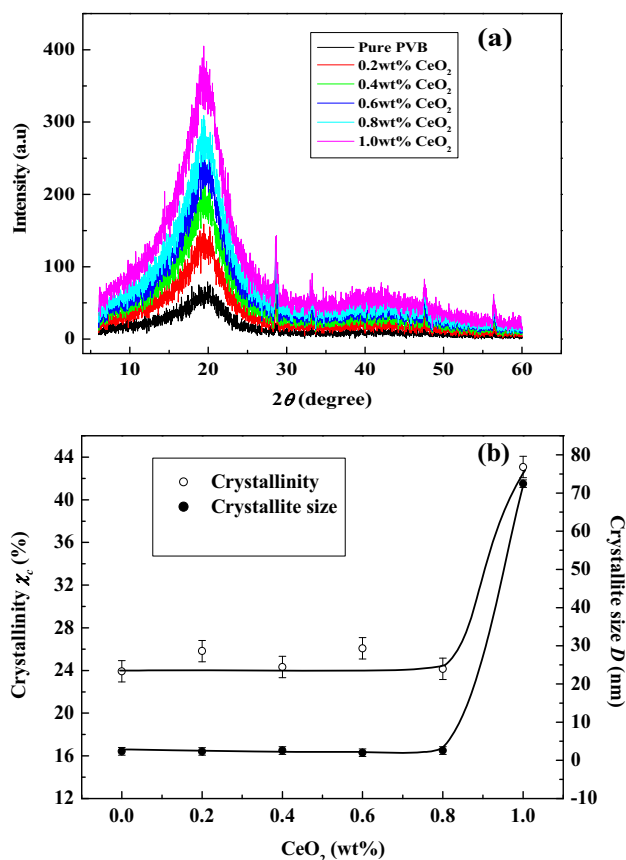 (a)
Pure PVB
0.2wt% CeO₂
0.4wt% CeO₂
0.6wt% CeO₂
0.8wt% CeO₂
1.0wt% CeO₂
400
300
200
100
0
Intensity (a.u)
10 20 30 40 50 60
2θ (degree)
(b)
Crystallinity
Crystallite size
44
40
36
32
28
24
20
16
12
Crystallinity χc (%)
80
70
60
50
40
30
20
10
0
-10
Crystallite size D (nm)
0.0 0.2 0.4 0.6 0.8 1.0
CeO₂ (wt%)